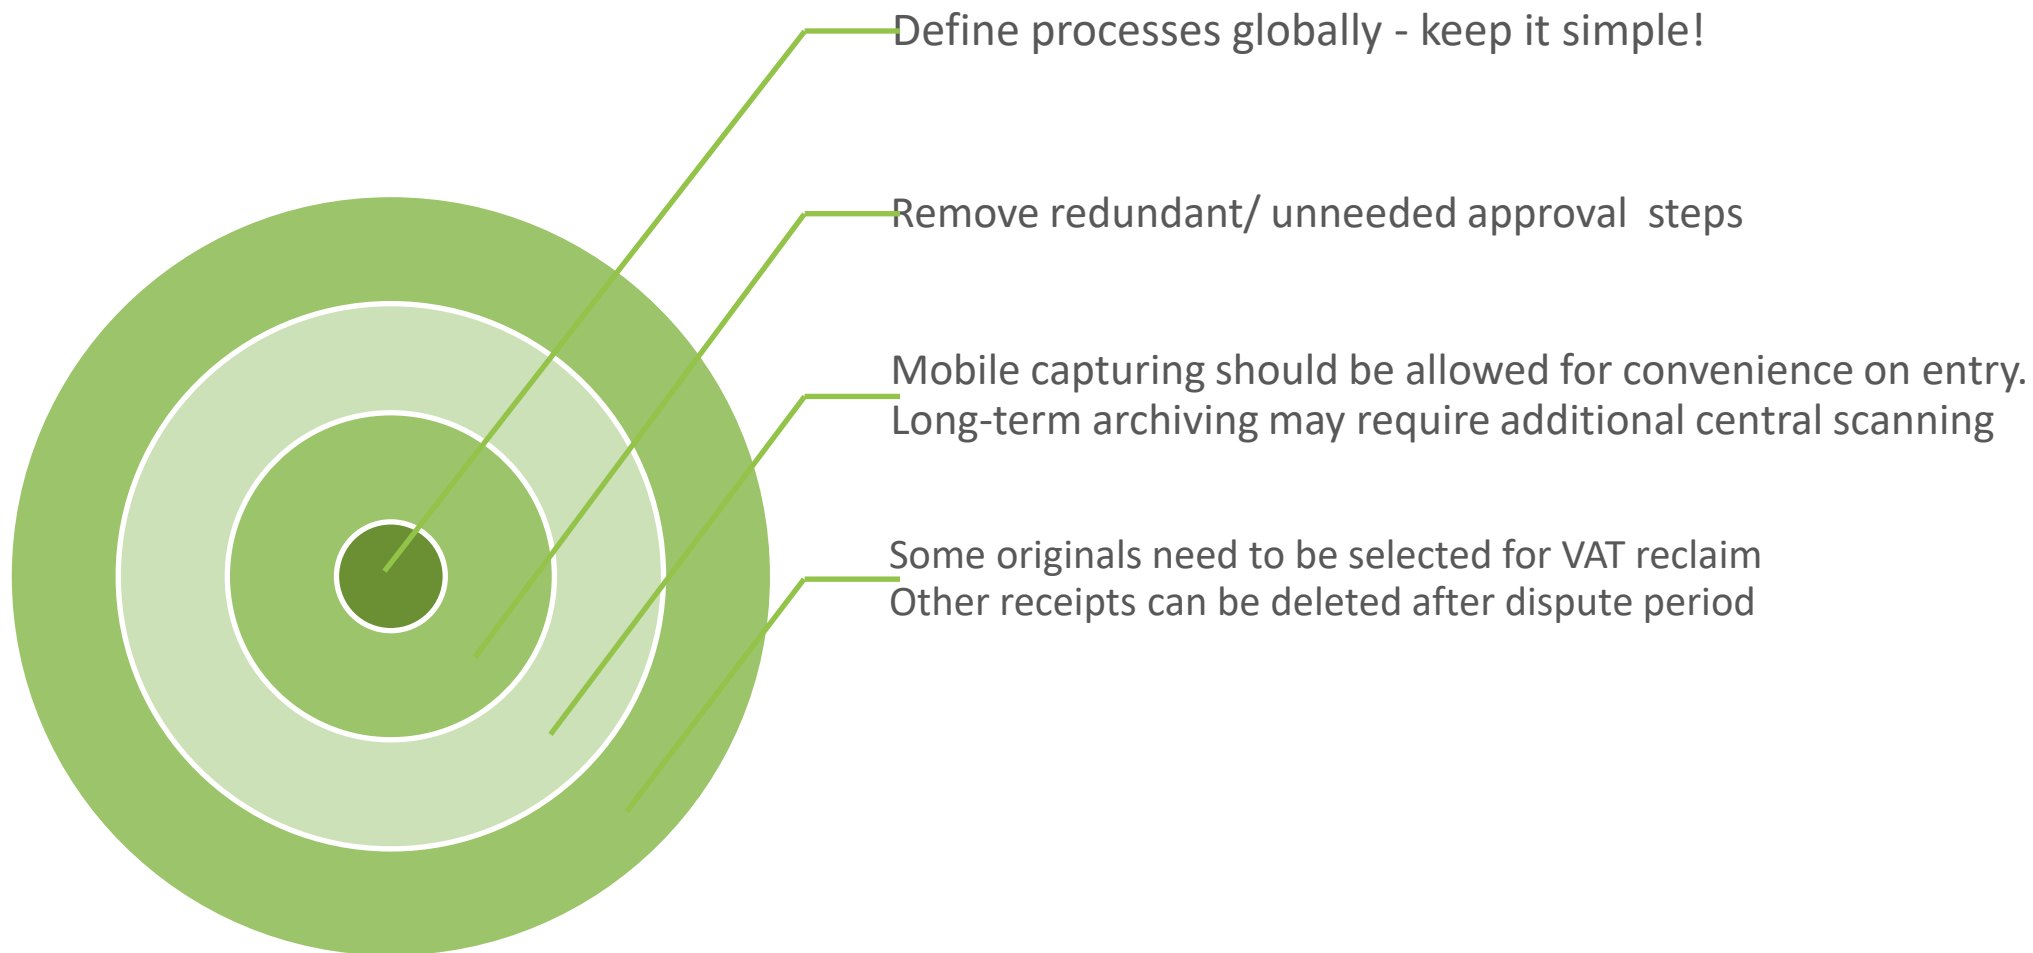 Define processes globally - keep it simple!
Remove redundant/ unneeded approval  steps
Mobile capturing should be allowed for convenience on entry.
Long-term archiving may require additional central scanning
Some originals need to be selected for VAT reclaim
Other receipts can be deleted after dispute period